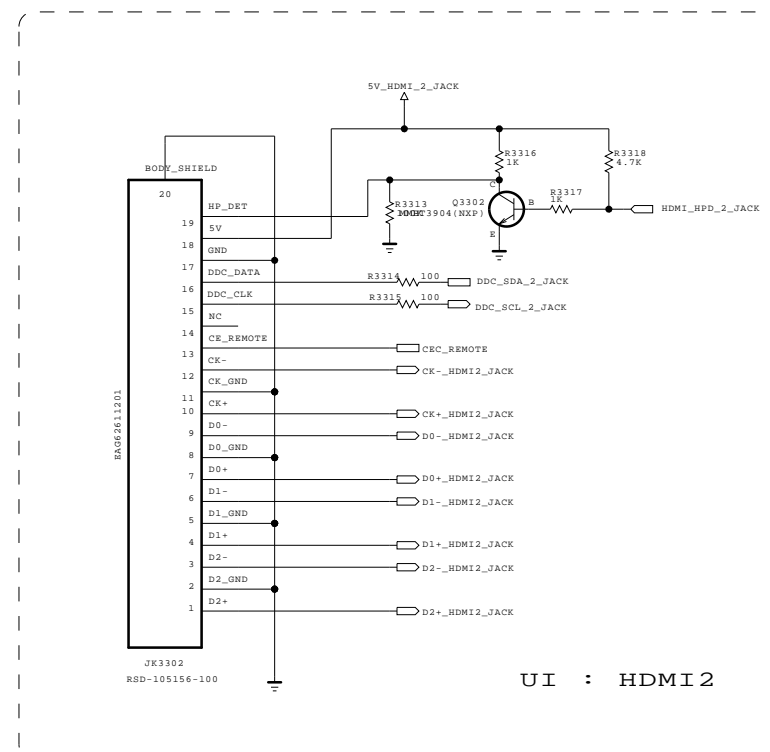 5V_HDMI_2_JACK
R3316
1K
R3318
4.7K
BODY_SHIELD
20
C
Q3302
B
R3317
1K
HDMI_HPD_2_JACK
R3313
MMBT3904(NXP)
E
HP_DET
19
5V
18
GND
17
DDC_DATA
R3314
100
DDC_SDA_2_JACK
16
DDC_CLK
R3315
100
DDC_SCL_2_JACK
15
NC
14
CE_REMOTE
CEC_REMOTE
13
CK-
CK-_HDMI2_JACK
12
CK_GND
11
CK+
CK+_HDMI2_JACK
10
D0-
D0-_HDMI2_JACK
9
D0_GND
8
D0+
D0+_HDMI2_JACK
7
D1-
D1-_HDMI2_JACK
6
D1_GND
5
D1+
D1+_HDMI2_JACK
4
D2-
D2-_HDMI2_JACK
3
D2_GND
2
D2+
D2+_HDMI2_JACK
1
EAG62611201
JK3302
RSD-105156-100
UI : HDMI2